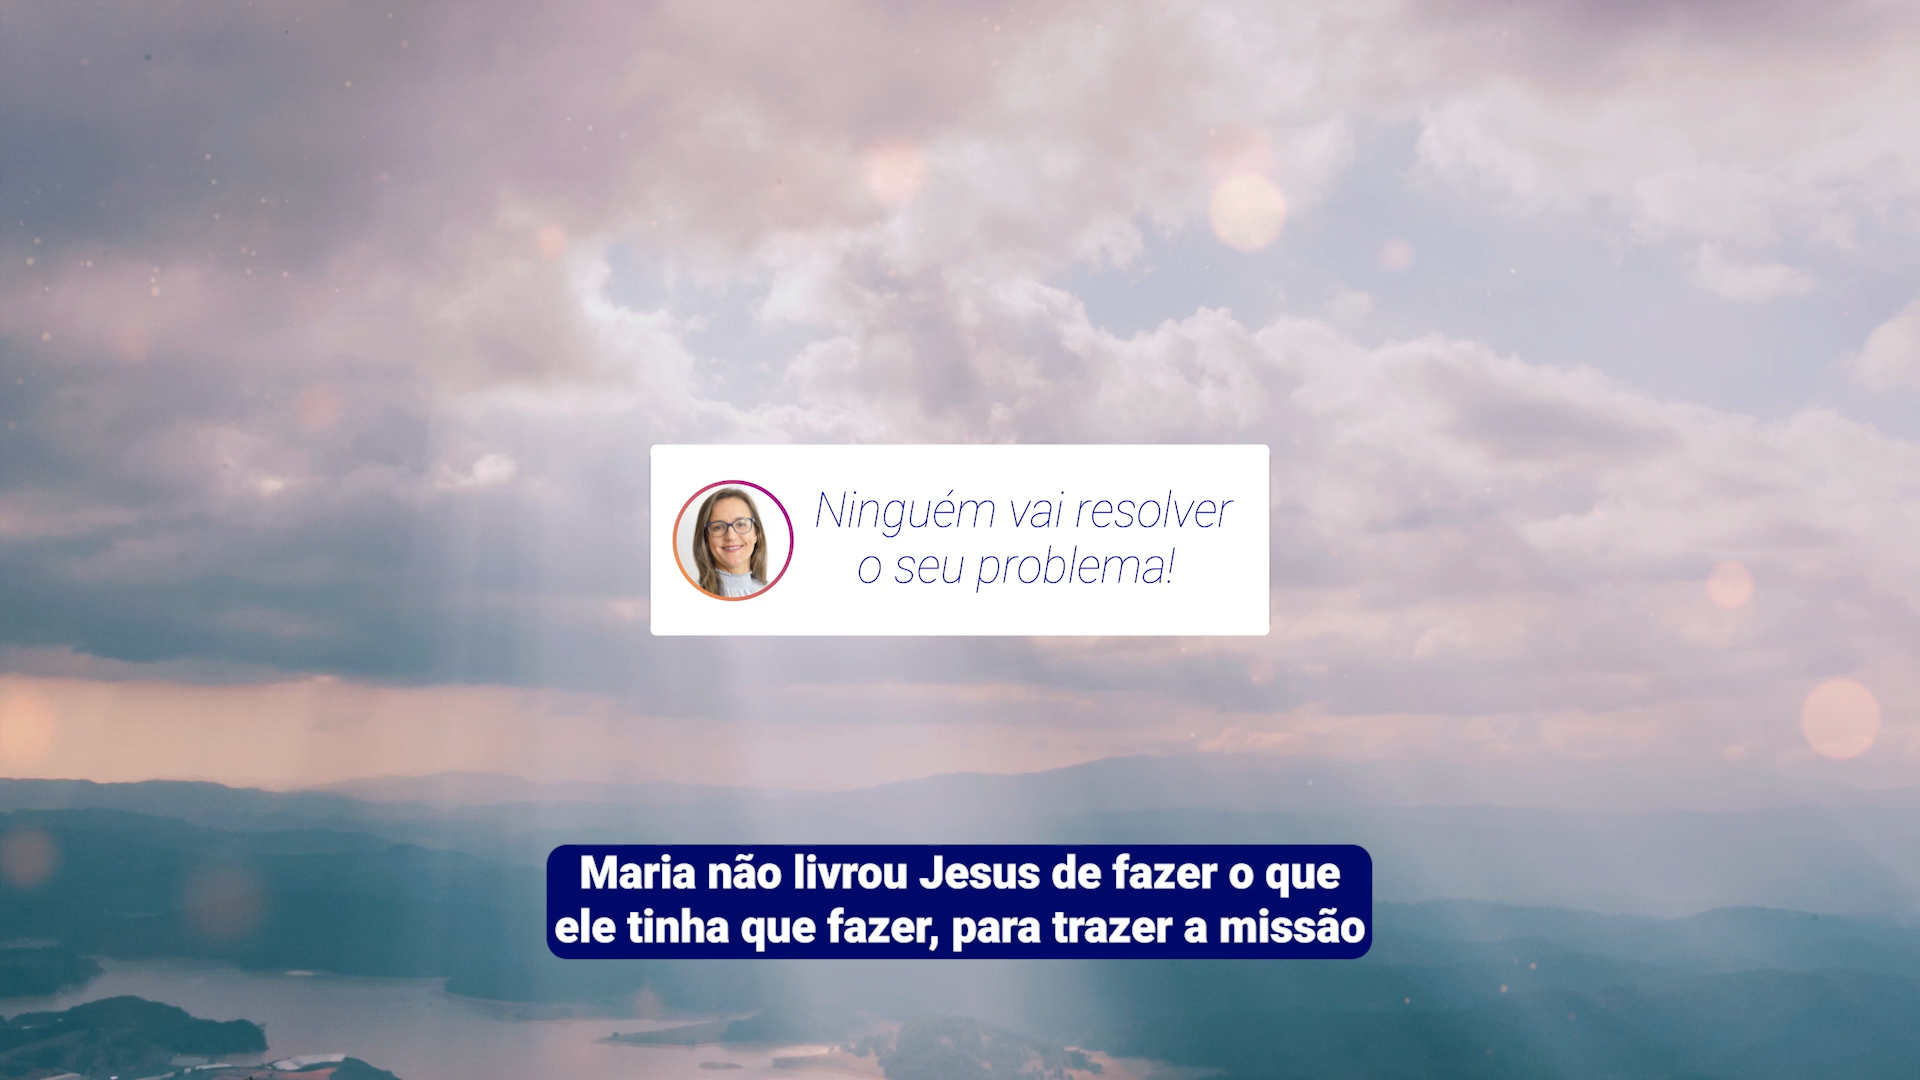 Ninguém vai resolver
o seu problema!
Maria não livrou Jesus de fazer o que
ele tinha que fazer, para trazer a missão